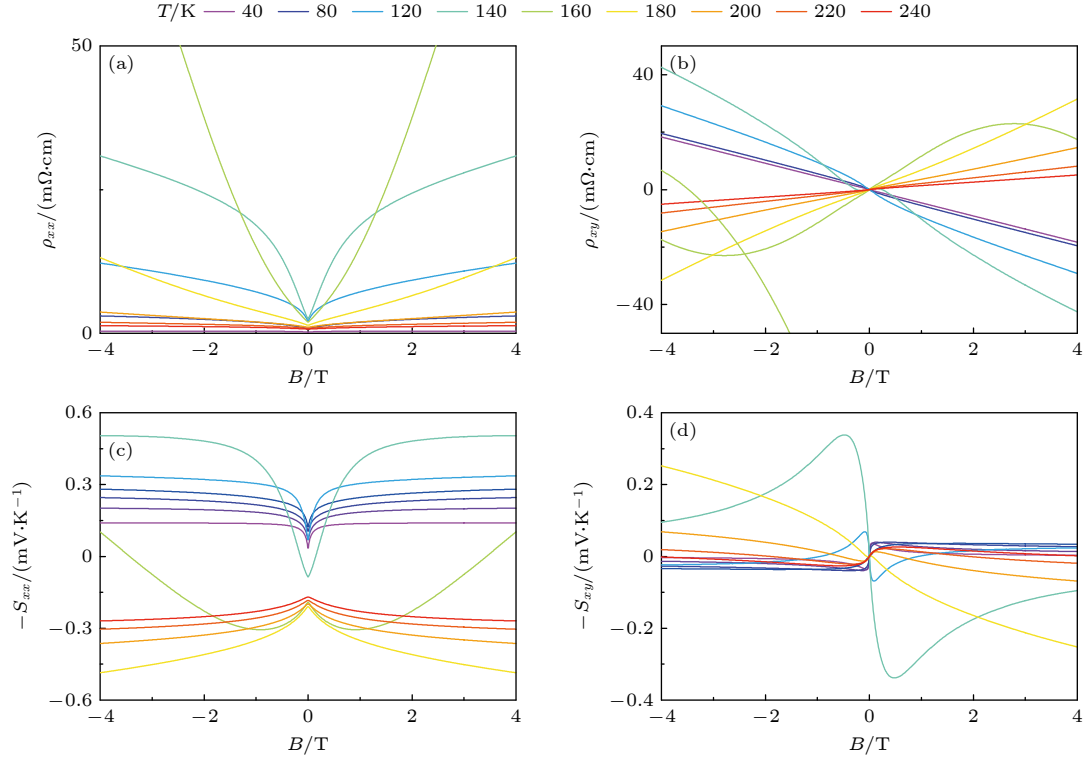 T/K 40 80 120 140 160 180 200 220 240
(a)
50
25
0
ρxx/(mΩ·cm)
−4 −2 0 2 4
B/T
(b)
40
20
0
−20
−40
ρxy/(mΩ·cm)
−4 −2 0 2 4
B/T
(c)
0.6
0.3
0
−0.3
−0.6
−Sxx/(mV·K−1)
−4 −2 0 2 4
B/T
(d)
0.4
0.2
0
−0.2
−0.4
−Sxy/(mV·K−1)
−4 −2 0 2 4
B/T